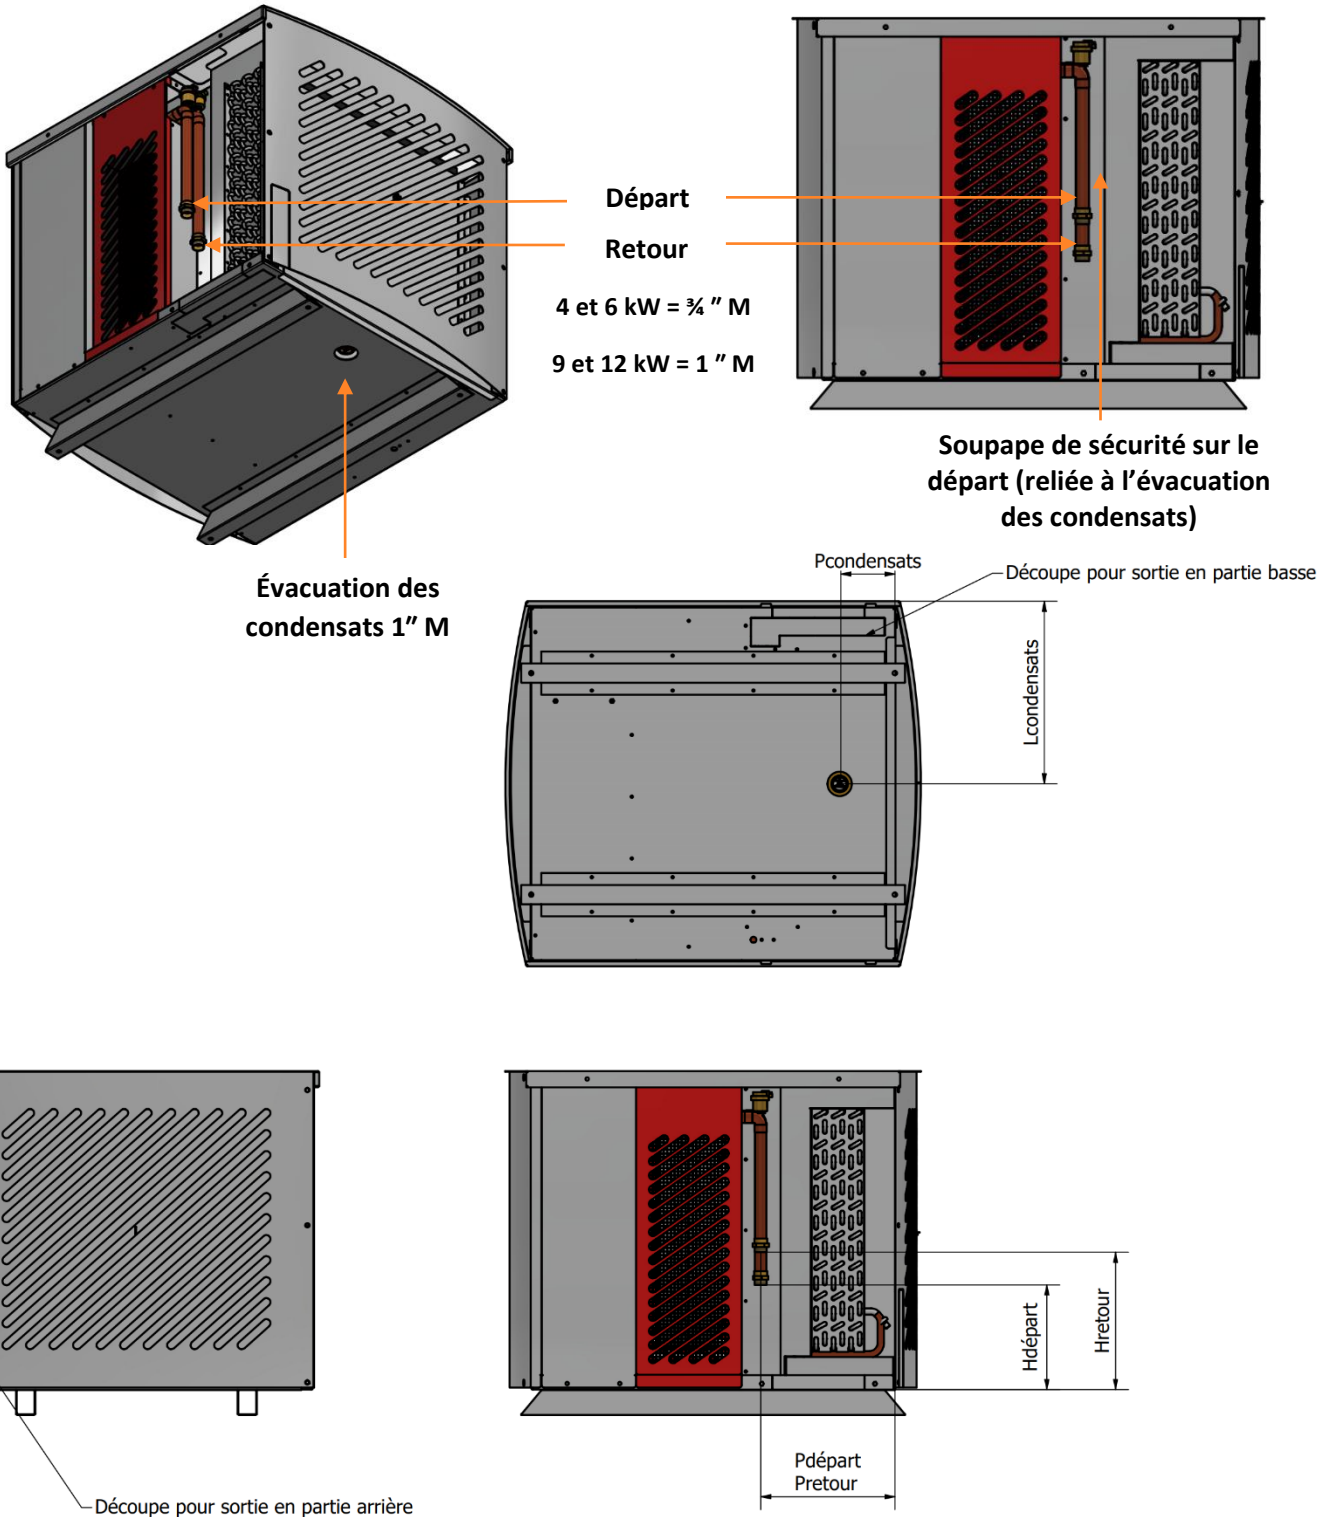 Départ
Retour
4 et 6 kW = ¾ ” M
9 et 12 kW = 1 ” M
Soupape de sécurité sur le
départ (reliée à l’évacuation
des condensats)
Évacuation des
condensats 1” M
Pcondensats
Découpe pour sortie en partie basse
Lcondensats
Hdépart
Hretour
Pdépart
Pretour
Découpe pour sortie en partie arrière